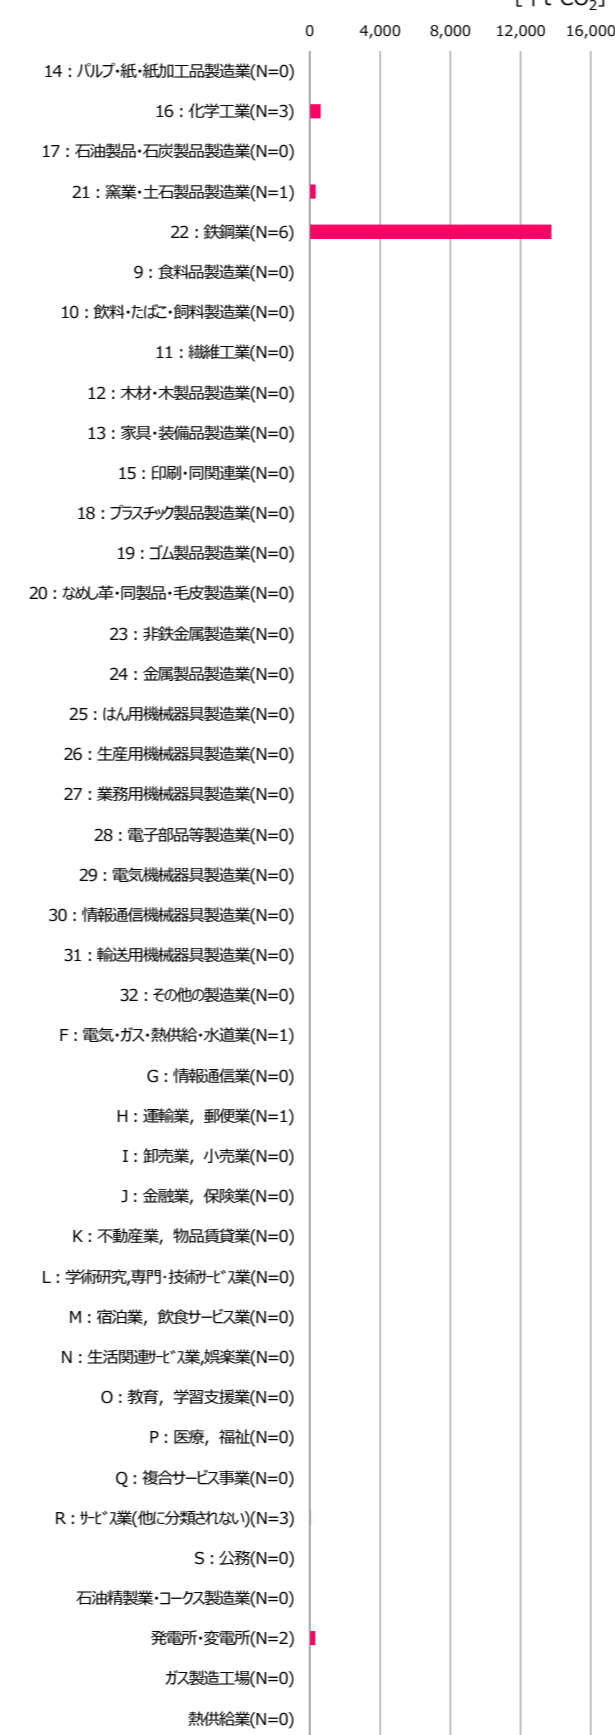 [千t-CO2]
0 4,000 8,000 12,000 16,000
14：パルプ・紙・紙加工品製造業(N=0)
16：化学工業(N=3)
17：石油製品・石炭製品製造業(N=0)
21：窯業・土石製品製造業(N=1)
22：鉄鋼業(N=6)
9：食料品製造業(N=0)
10：飲料・たばこ・飼料製造業(N=0)
11：繊維工業(N=0)
12：木材・木製品製造業(N=0)
13：家具・装備品製造業(N=0)
15：印刷・同関連業(N=0)
18：プラスチック製品製造業(N=0)
19：ゴム製品製造業(N=0)
20：なめし革・同製品・毛皮製造業(N=0)
23：非鉄金属製造業(N=0)
24：金属製品製造業(N=0)
25：はん用機械器具製造業(N=0)
26：生産用機械器具製造業(N=0)
27：業務用機械器具製造業(N=0)
28：電子部品等製造業(N=0)
29：電気機械器具製造業(N=0)
30：情報通信機械器具製造業(N=0)
31：輸送用機械器具製造業(N=0)
32：その他の製造業(N=0)
F：電気・ガス・熱供給・水道業(N=1)
G：情報通信業(N=0)
H：運輸業，郵便業(N=1)
I：卸売業，小売業(N=0)
J：金融業，保険業(N=0)
K：不動産業，物品賃貸業(N=0)
L：学術研究,専門・技術ｻｰﾋﾞｽ業(N=0)
M：宿泊業，飲食サービス業(N=0)
N：生活関連ｻｰﾋﾞｽ業,娯楽業(N=0)
O：教育，学習支援業(N=0)
P：医療，福祉(N=0)
Q：複合サービス事業(N=0)
R：ｻｰﾋﾞｽ業(他に分類されない)(N=3)
S：公務(N=0)
石油精製業・コークス製造業(N=0)
発電所・変電所(N=2)
ガス製造工場(N=0)
熱供給業(N=0)